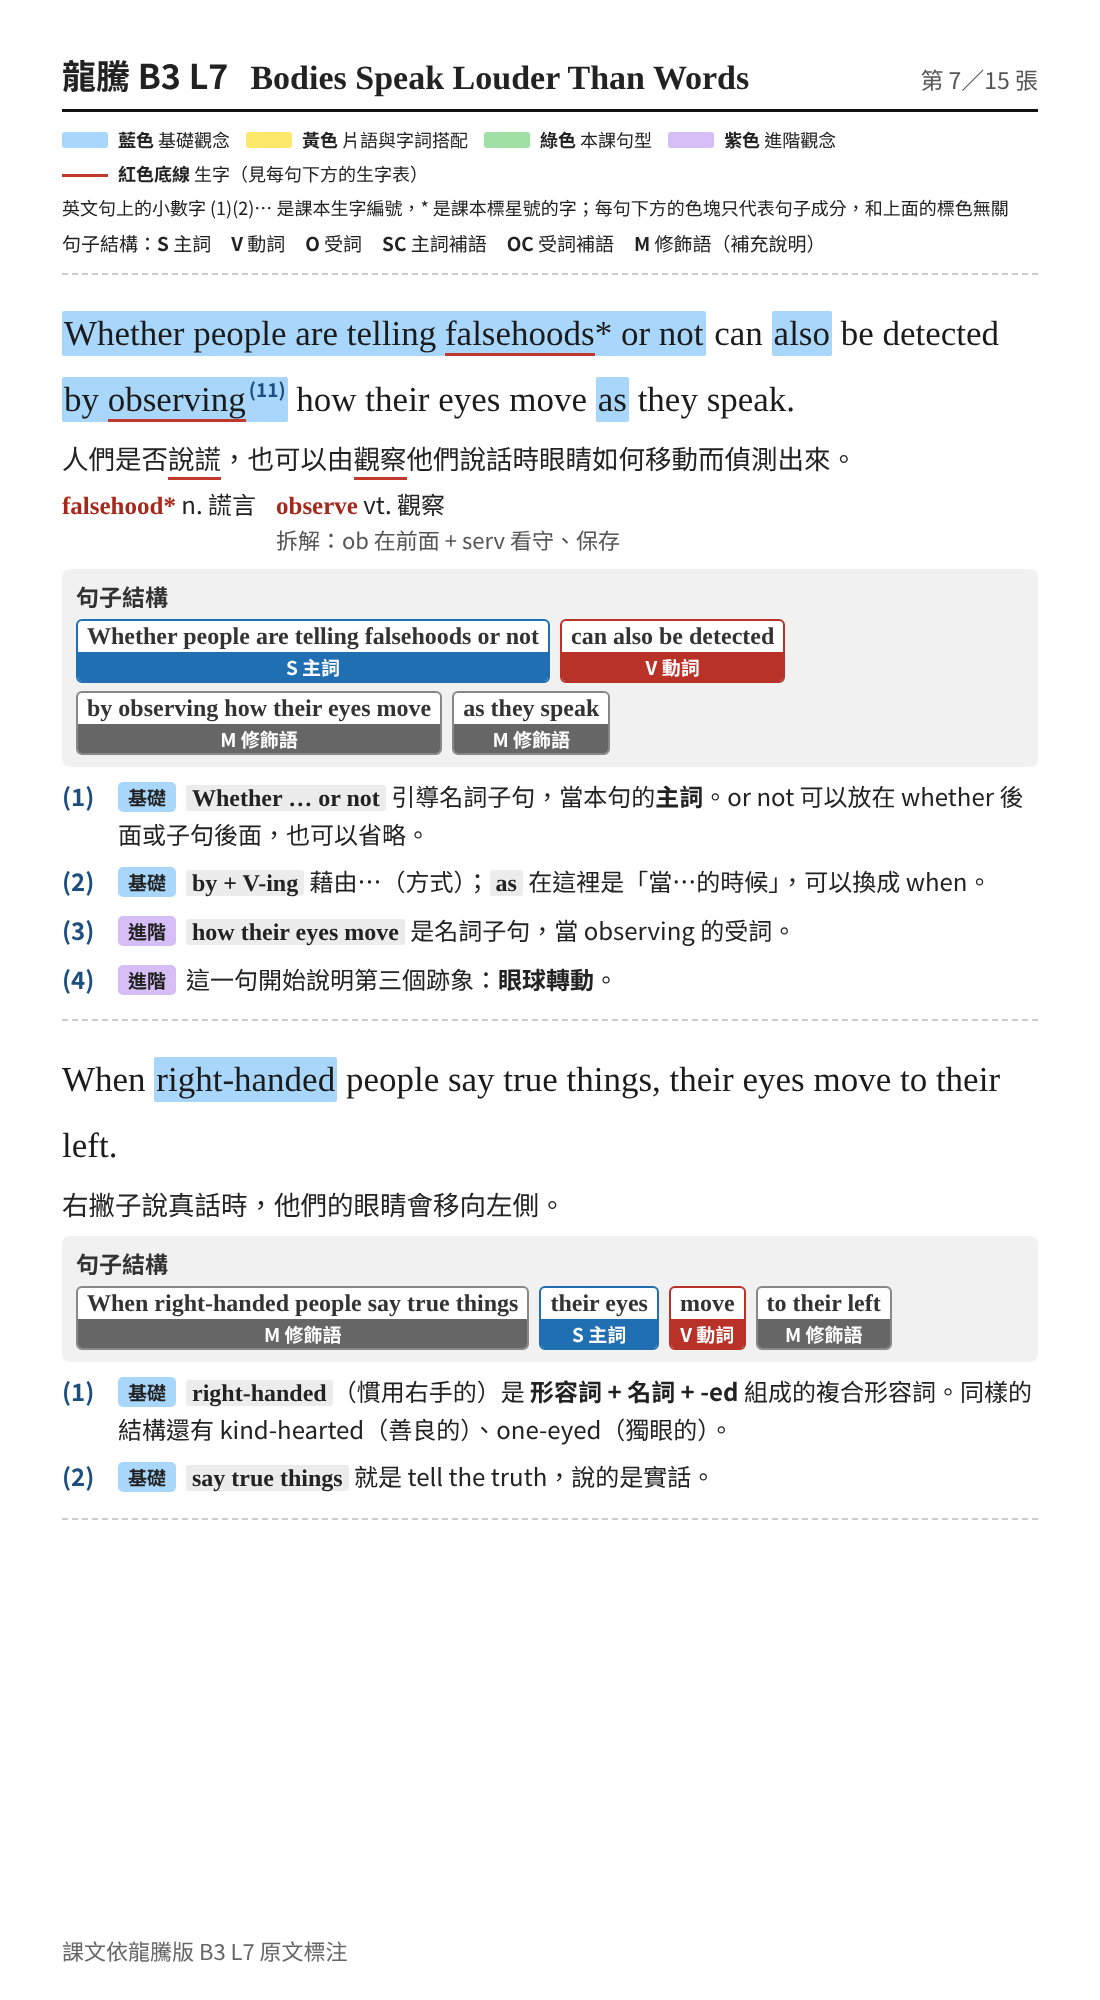 龍騰 B3 L7 Bodies Speak Louder Than Words 第 7／15 張
藍色 基礎觀念 黃色 片語與字詞搭配 綠色 本課句型 紫色 進階觀念
紅色底線 生字（見每句下方的生字表）
英文句上的小數字 (1)(2)⋯ 是課本生字編號，* 是課本標星號的字；每句下方的色塊只代表句子成分，和上面的標色無關
句子結構：S 主詞 V 動詞 O 受詞 SC 主詞補語 OC 受詞補語 M 修飾語（補充說明）
Whether people are telling falsehoods* or not can also be detected
by observing(11) how their eyes move as they speak.
人們是否說謊，也可以由觀察他們說話時眼睛如何移動而偵測出來。
falsehood* n. 謊言 observe vt. 觀察
拆解：ob 在前面 + serv 看守、保存
句子結構
Whether people are telling falsehoods or not can also be detected
S 主詞 V 動詞
by observing how their eyes move as they speak
M 修飾語 M 修飾語
(1) 基礎 Whether … or not 引導名詞子句，當本句的主詞。or not 可以放在 whether 後
面或子句後面，也可以省略。
(2) 基礎 by + V-ing 藉由⋯（方式）；as 在這裡是「當⋯的時候」，可以換成 when。
(3) 進階 how their eyes move 是名詞子句，當 observing 的受詞。
(4) 進階 這一句開始說明第三個跡象：眼球轉動。
When right-handed people say true things, their eyes move to their
left.
右撇子說真話時，他們的眼睛會移向左側。
句子結構
When right-handed people say true things their eyes move to their left
M 修飾語 S 主詞 V 動詞 M 修飾語
(1) 基礎 right-handed（慣用右手的）是 形容詞 + 名詞 + -ed 組成的複合形容詞。同樣的
結構還有 kind-hearted（善良的）、one-eyed（獨眼的）。
(2) 基礎 say true things 就是 tell the truth，說的是實話。
課文依龍騰版 B3 L7 原文標注